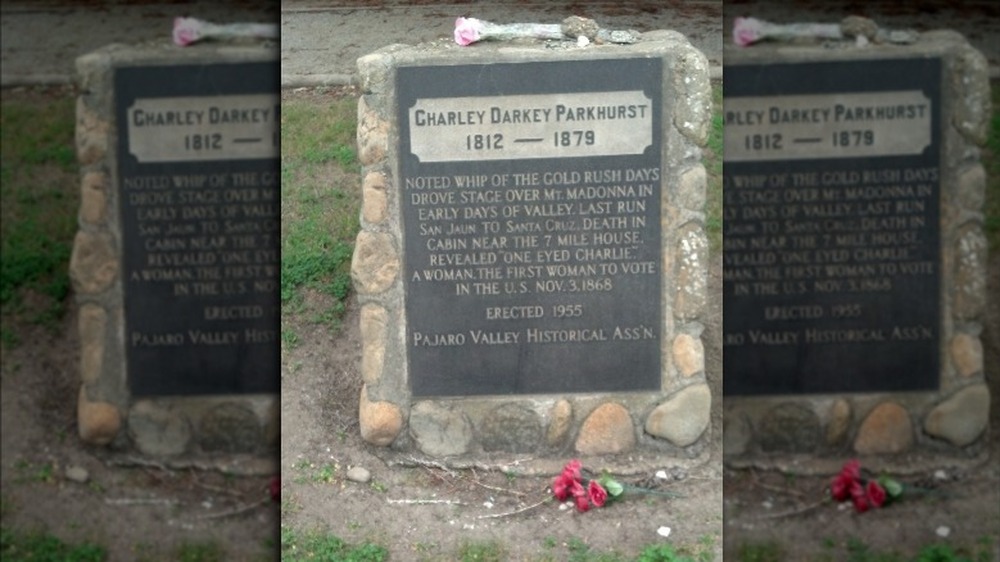 CHARLEY DARKEY PARKHURST
1812 — 1879
NOTED WHIP OF THE GOLD RUSH DAYS
DROVE STAGE OVER MT. MADONNA IN
EARLY DAYS OF VALLEY. LAST RUN
SAN JAUN TO SANTA CRUZ. DEATH IN
CABIN NEAR THE 7 MILE HOUSE,
REVEALED "ONE EYED CHARLIE,"
A WOMAN, THE FIRST WOMAN TO VOTE
IN THE U.S. NOV. 3, 1868
ERECTED 1955
PAJARO VALLEY HISTORICAL ASS'N.